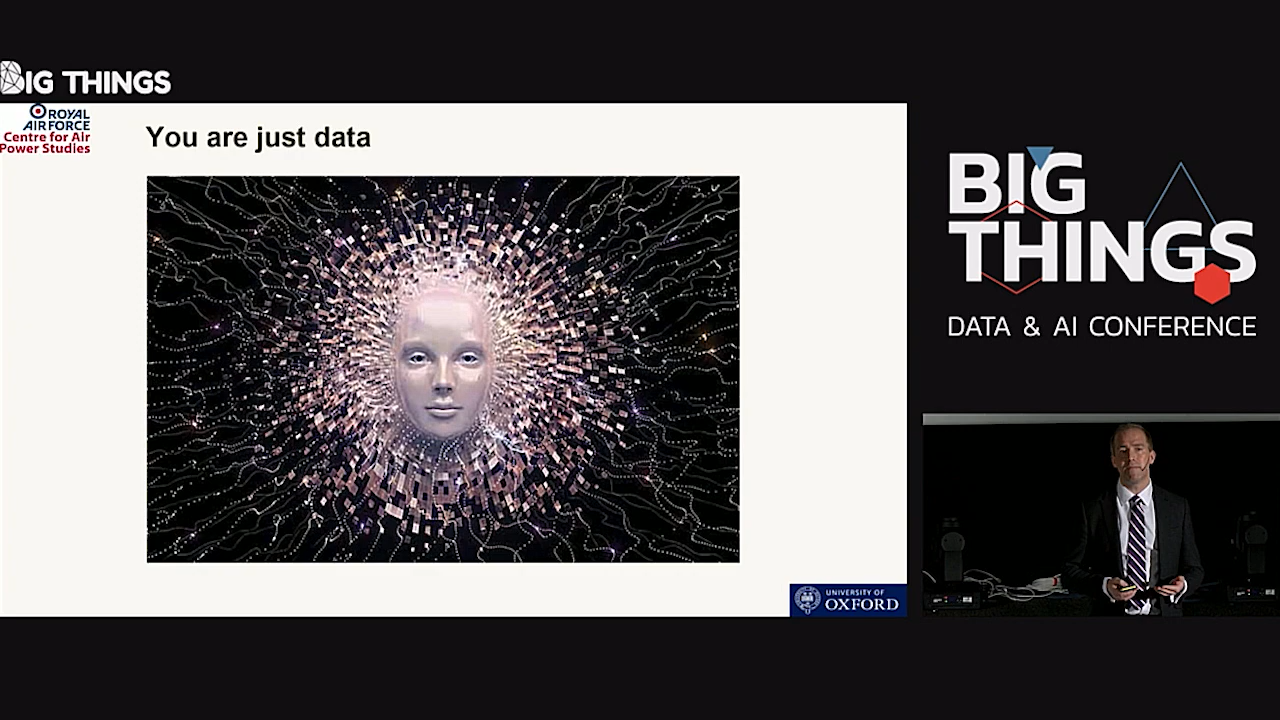 BIG THINGS
ROYAL
AIR FORCE
Centre for Air
Power Studies
You are just data
UNIVERSITY OF
OXFORD
BIG
THINGS
DATA & AI CONFERENCE